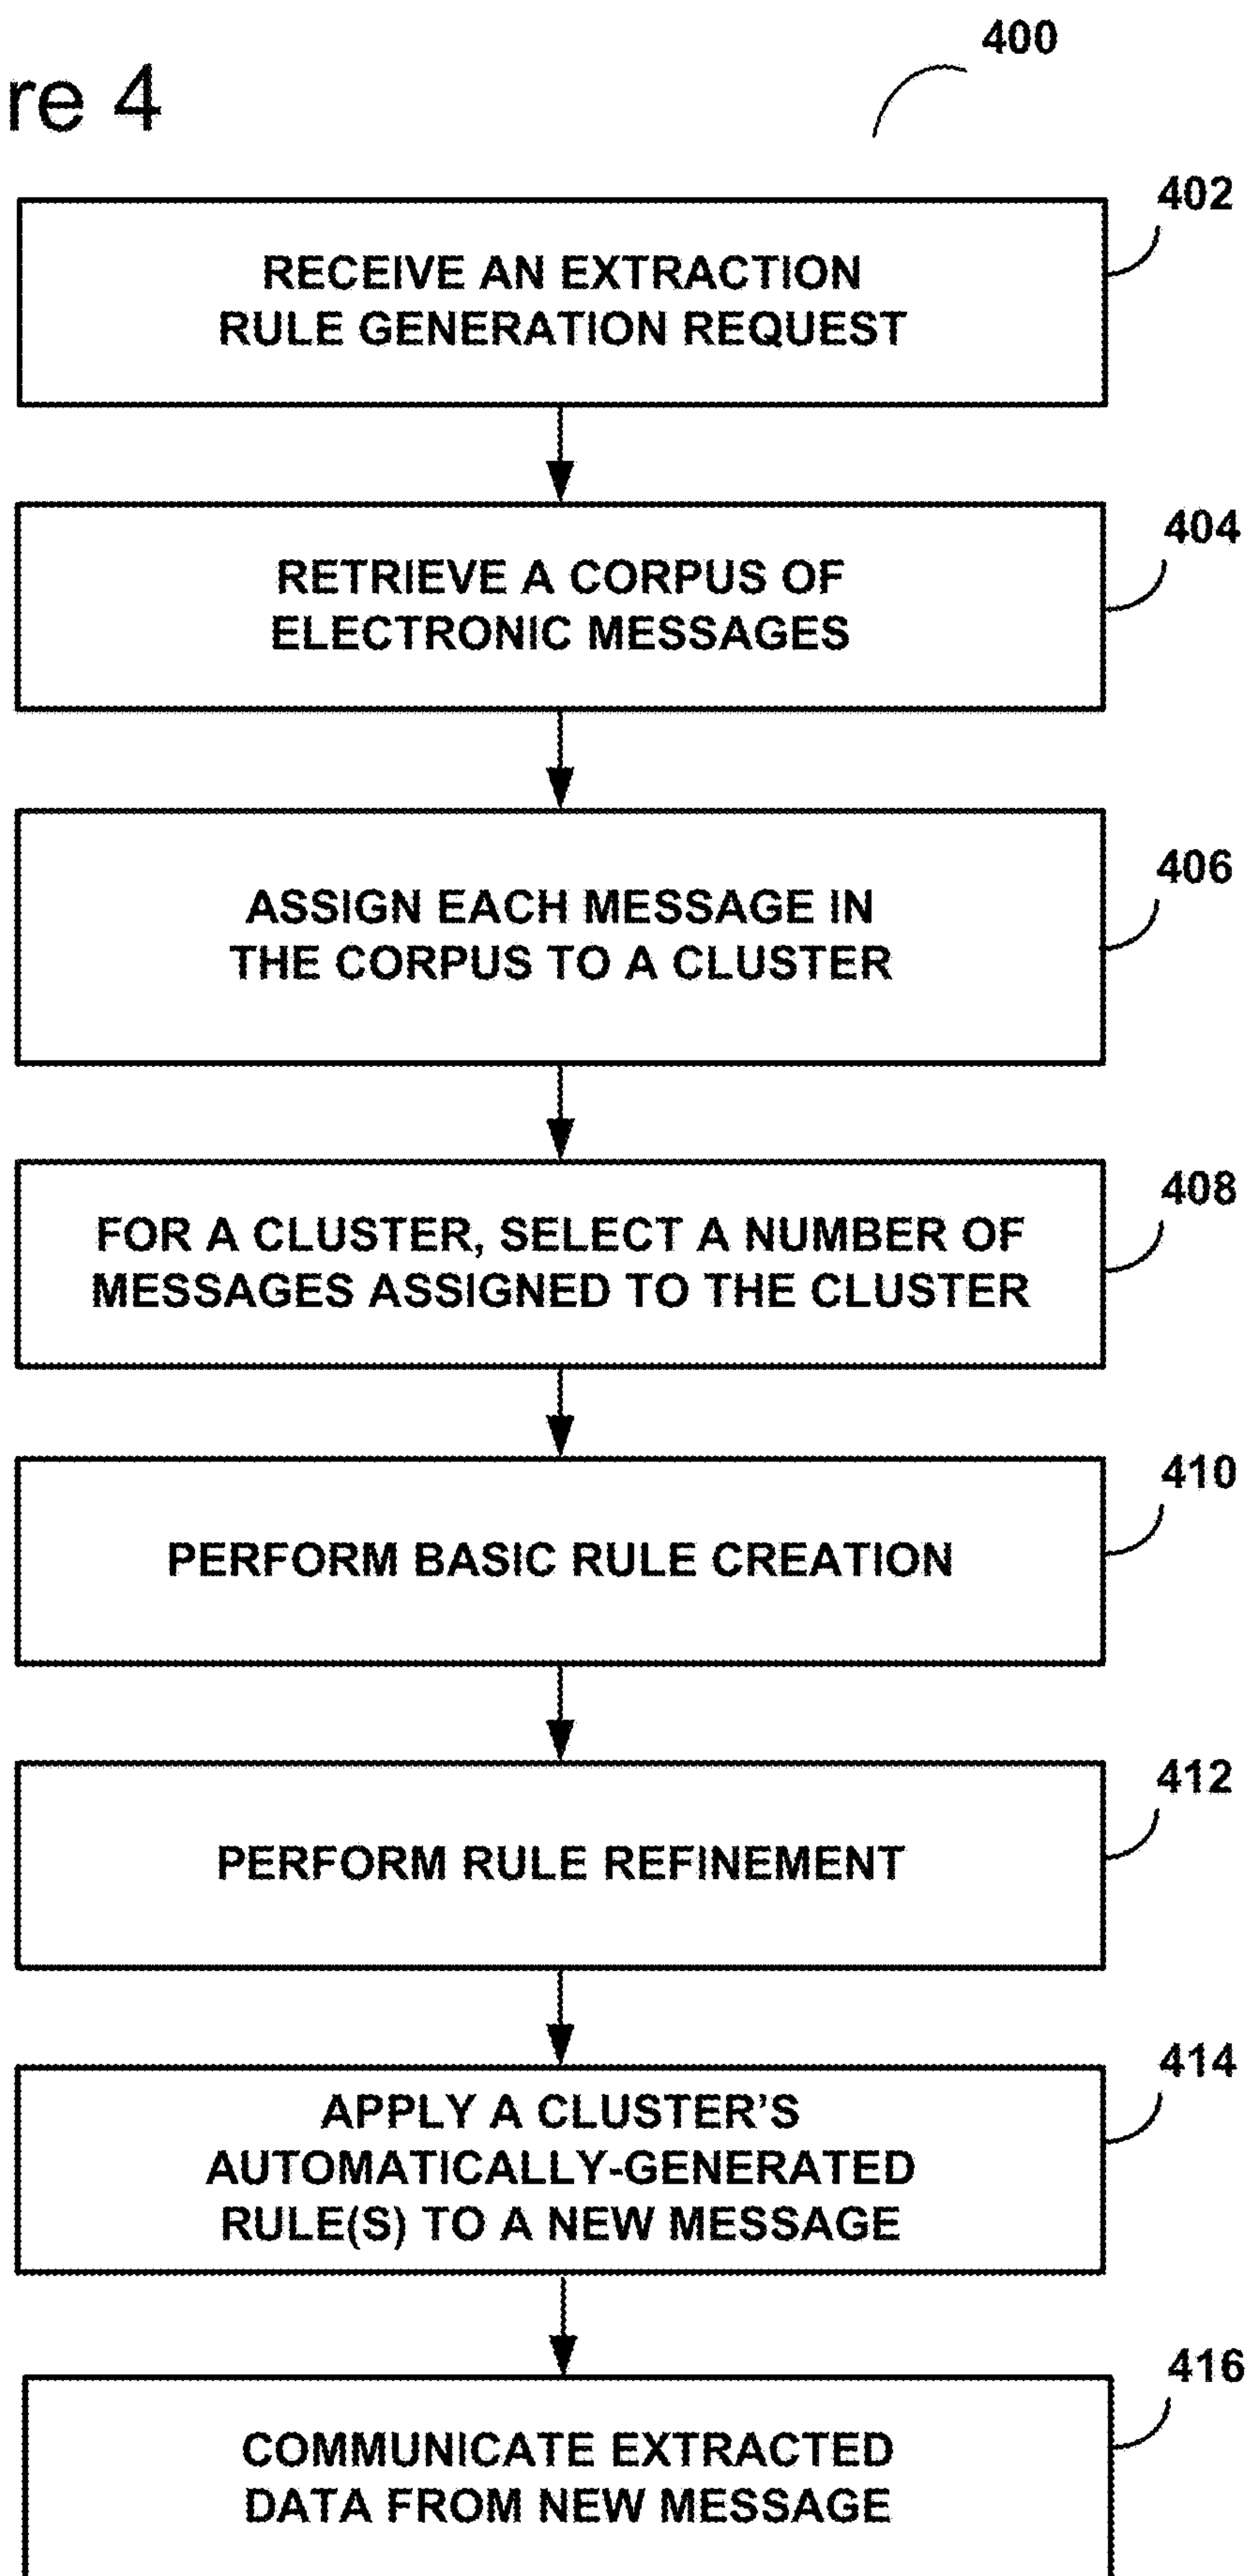 400
re 4
402
RECEIVE AN EXTRACTION
RULE GENERATION REQUEST
404
RETRIEVE A CORPUS OF
ELECTRONIC MESSAGES
406
ASSIGN EACH MESSAGE IN
THE CORPUS TO A CLUSTER
408
FOR A CLUSTER, SELECT A NUMBER OF
MESSAGES ASSIGNED TO THE CLUSTER
410
PERFORM BASIC RULE CREATION
412
PERFORM RULE REFINEMENT
414
APPLY A CLUSTER’S
AUTOMATICALLY-GENERATED
RULE(S) TO A NEW MESSAGE
416
COMMUNICATE EXTRACTED
DATA FROM NEW MESSAGE